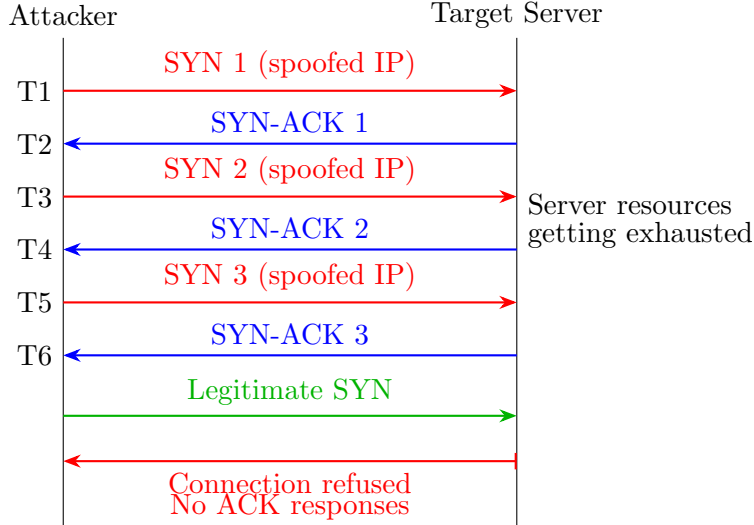 Attacker
Target Server
SYN 1 (spoofed IP)
T1
SYN-ACK 1
T2
SYN 2 (spoofed IP)
T3
Server resources
getting exhausted
SYN-ACK 2
T4
SYN 3 (spoofed IP)
T5
SYN-ACK 3
T6
Legitimate SYN
Connection refused
No ACK responses